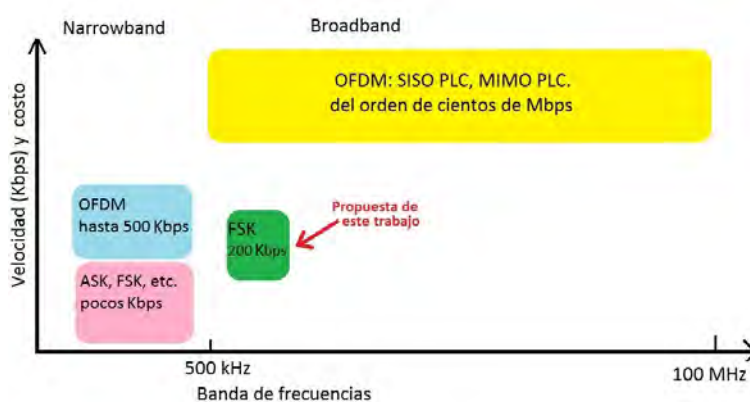 Narrowband
Broadband
Velocidad (Kbps) y costo
OFDM: SISO PLC, MIMO PLC.
del orden de cientos de Mbps
OFDM
hasta 500 Kbps
Propuesta de
este trabajo
FSK
200 Kbps
ASK, FSK, etc.
pocos Kbps
500 kHz
100 MHz
Banda de frecuencias